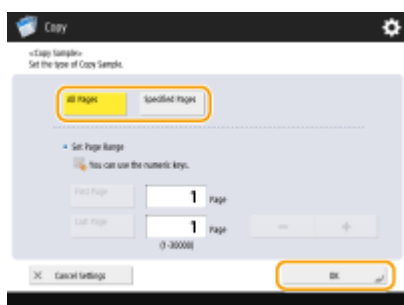 Copy
<Copy Sample>
Set the type of Copy Sample.
All Pages
Specified Pages
Set Page Range
You can use the numeric keys.
First Page
1 Page
Last Page
1 Page
(1-30000)
− +
× Cancel Settings
OK